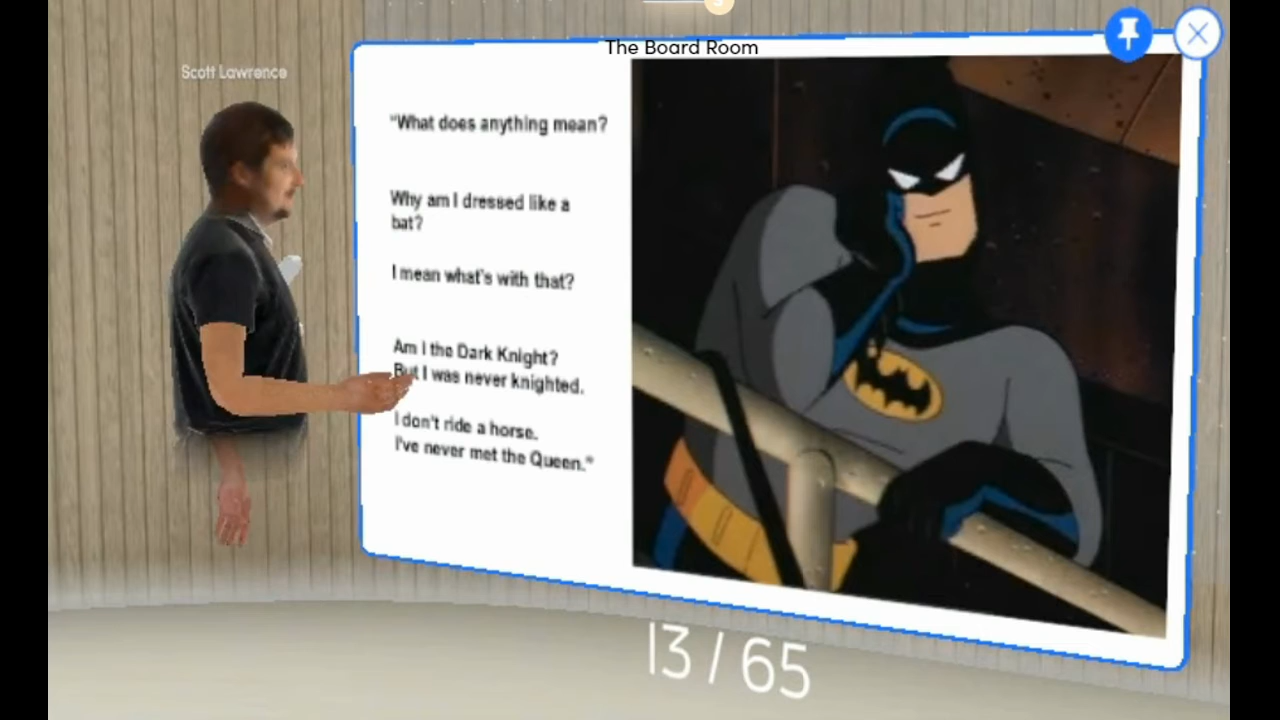 The Board Room
Scott Lawrence
"What does anything mean?
Why am I dressed like a
bat?
I mean what's with that?
Am I the Dark Knight?
But I was never knighted.
I don't ride a horse.
I've never met the Queen."
13 / 65